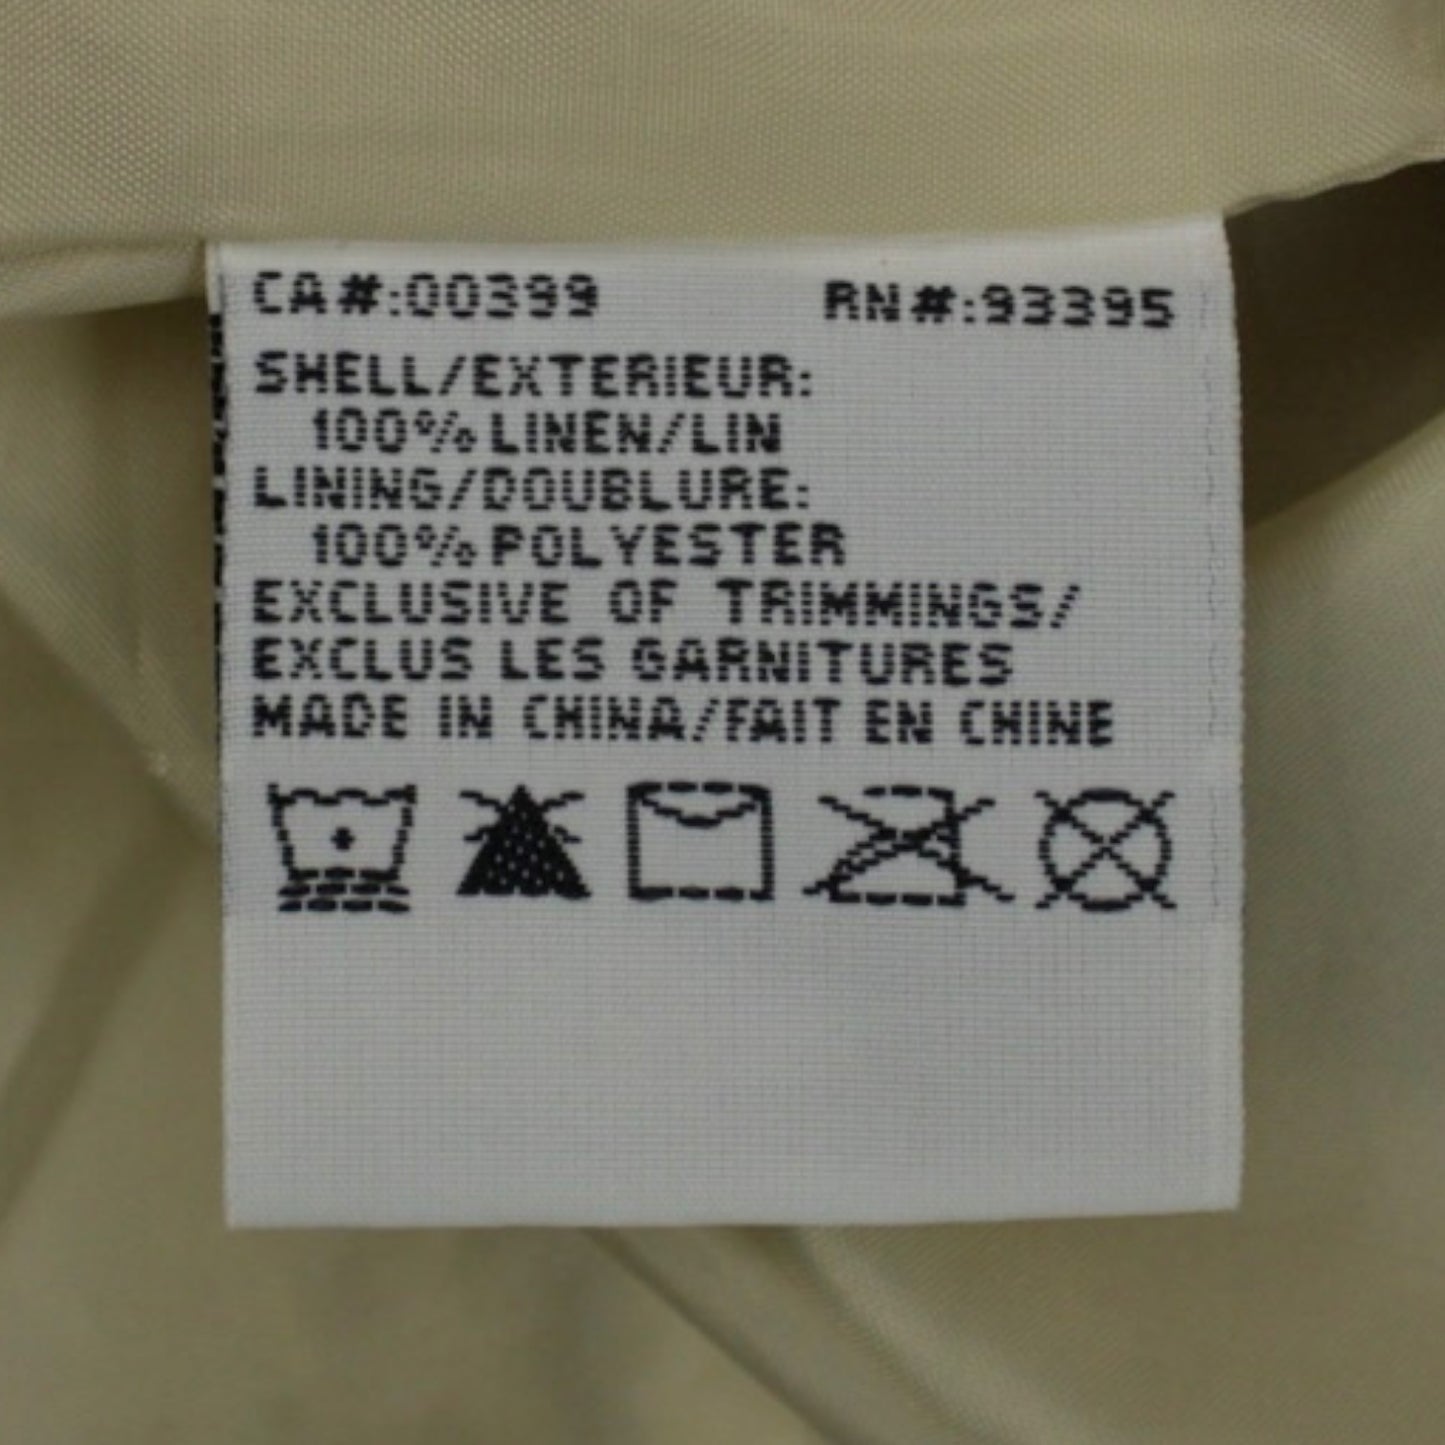 CA#:00399 RN#:93395
SHELL/EXTERIEUR:
100% LINEN/LIN
LINING/DOUBLURE:
100% POLYESTER
EXCLUSIVE OF TRIMMINGS/
EXCLUS LES GARNITURES
MADE IN CHINA/FAIT EN CHINE